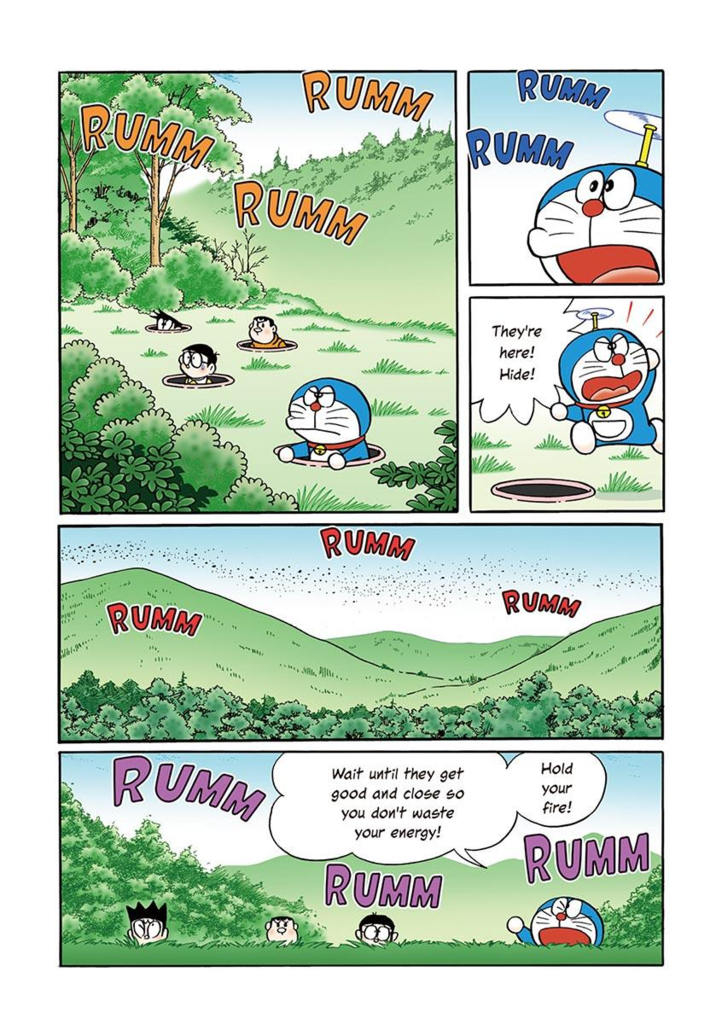 RUMM
RUMM
RUMM
RUMM
RUMM
They're
here!
Hide!
RUMM
RUMM
RUMM
RUMM
Wait until they get
good and close so
you don't waste
your energy!
Hold
your
fire!
RUMM
RUMM